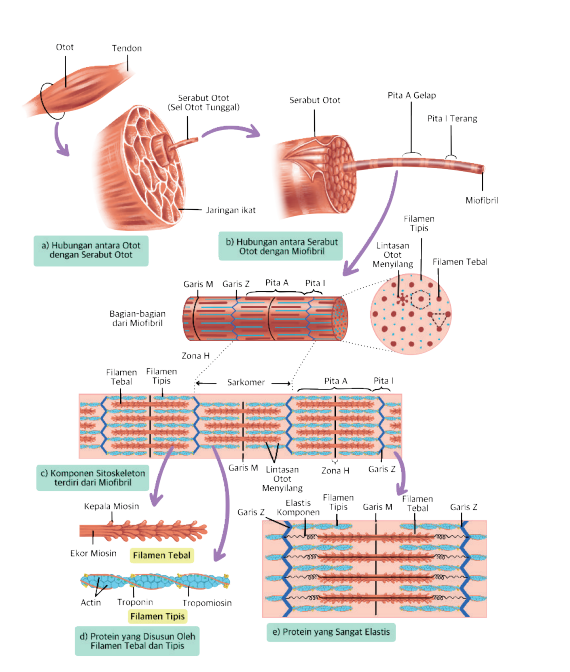 Otot
Tendon
Serabut Otot
(Sel Otot Tunggal)
Jaringan ikat
a) Hubungan antara Otot
dengan Serabut Otot
Serabut Otot
Pita A Gelap
Pita I Terang
Miofibril
b) Hubungan antara Serabut
Otot dengan Miofibril
Filamen
Tipis
Lintasan
Otot
Menyilang
Filamen Tebal
Garis M
Garis Z
Pita A
Pita I
Bagian-bagian
dari Miofibril
Zona H
Filamen
Tebal
Filamen
Tipis
Sarkomer
Pita A
Pita I
Garis M
Lintasan
Otot
Menyilang
Zona H
Garis Z
c) Komponen Sitoskeleton
terdiri dari Miofibril
Kepala Miosin
Ekor Miosin
Filamen Tebal
Actin
Troponin
Tropomiosin
Filamen Tipis
d) Protein yang Disusun Oleh
Filamen Tebal dan Tipis
Garis Z
Elastis
Komponen
Filamen
Tipis
Garis M
Filamen
Tebal
Garis Z
e) Protein yang Sangat Elastis